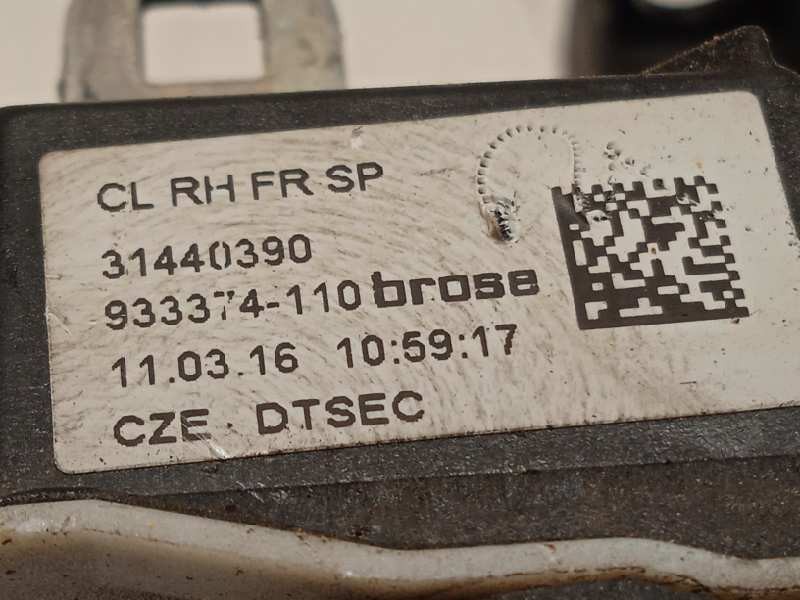 CL RH FR SP
31440390
933374-110 brose
11.03.16 10:59:17
CZE DTSEC